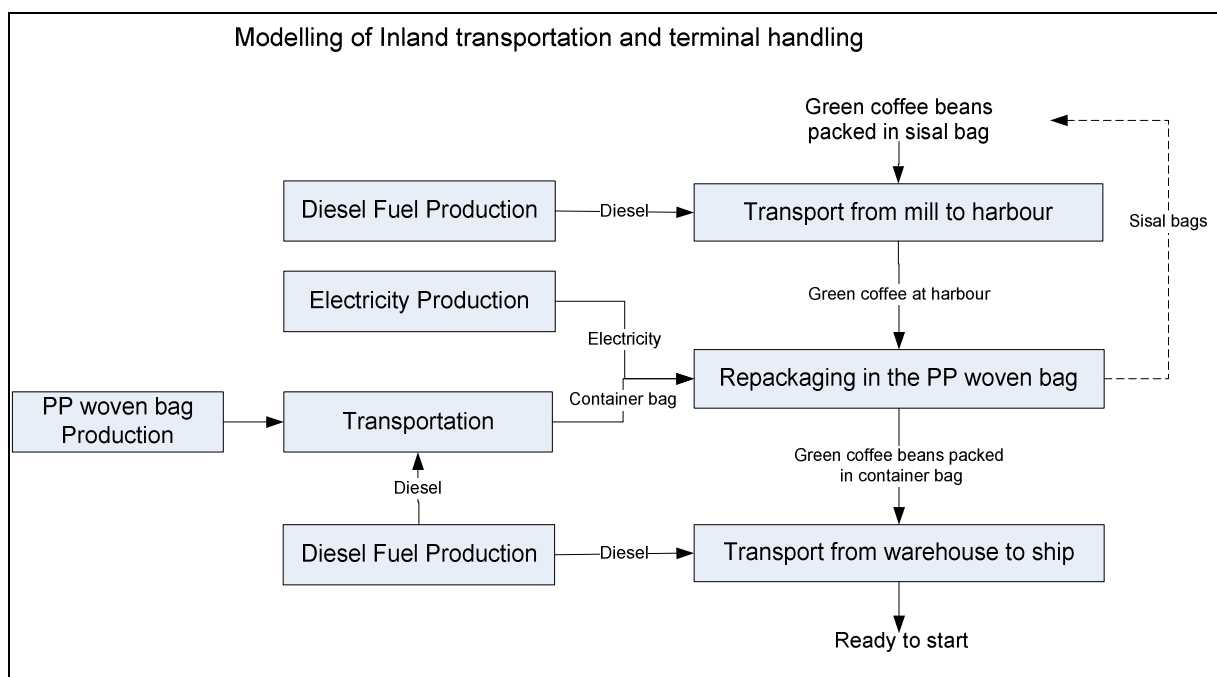 Modelling of Inland transportation and terminal handling
Green coffee beans
packed in sisal bag
Diesel Fuel Production
Diesel
Transport from mill to harbour
Sisal bags
Electricity Production
Green coffee at harbour
Electricity
Repackaging in the PP woven bag
PP woven bag
Production
Transportation
Container bag
Green coffee beans packed
in container bag
Diesel
Diesel Fuel Production
Diesel
Transport from warehouse to ship
Ready to start